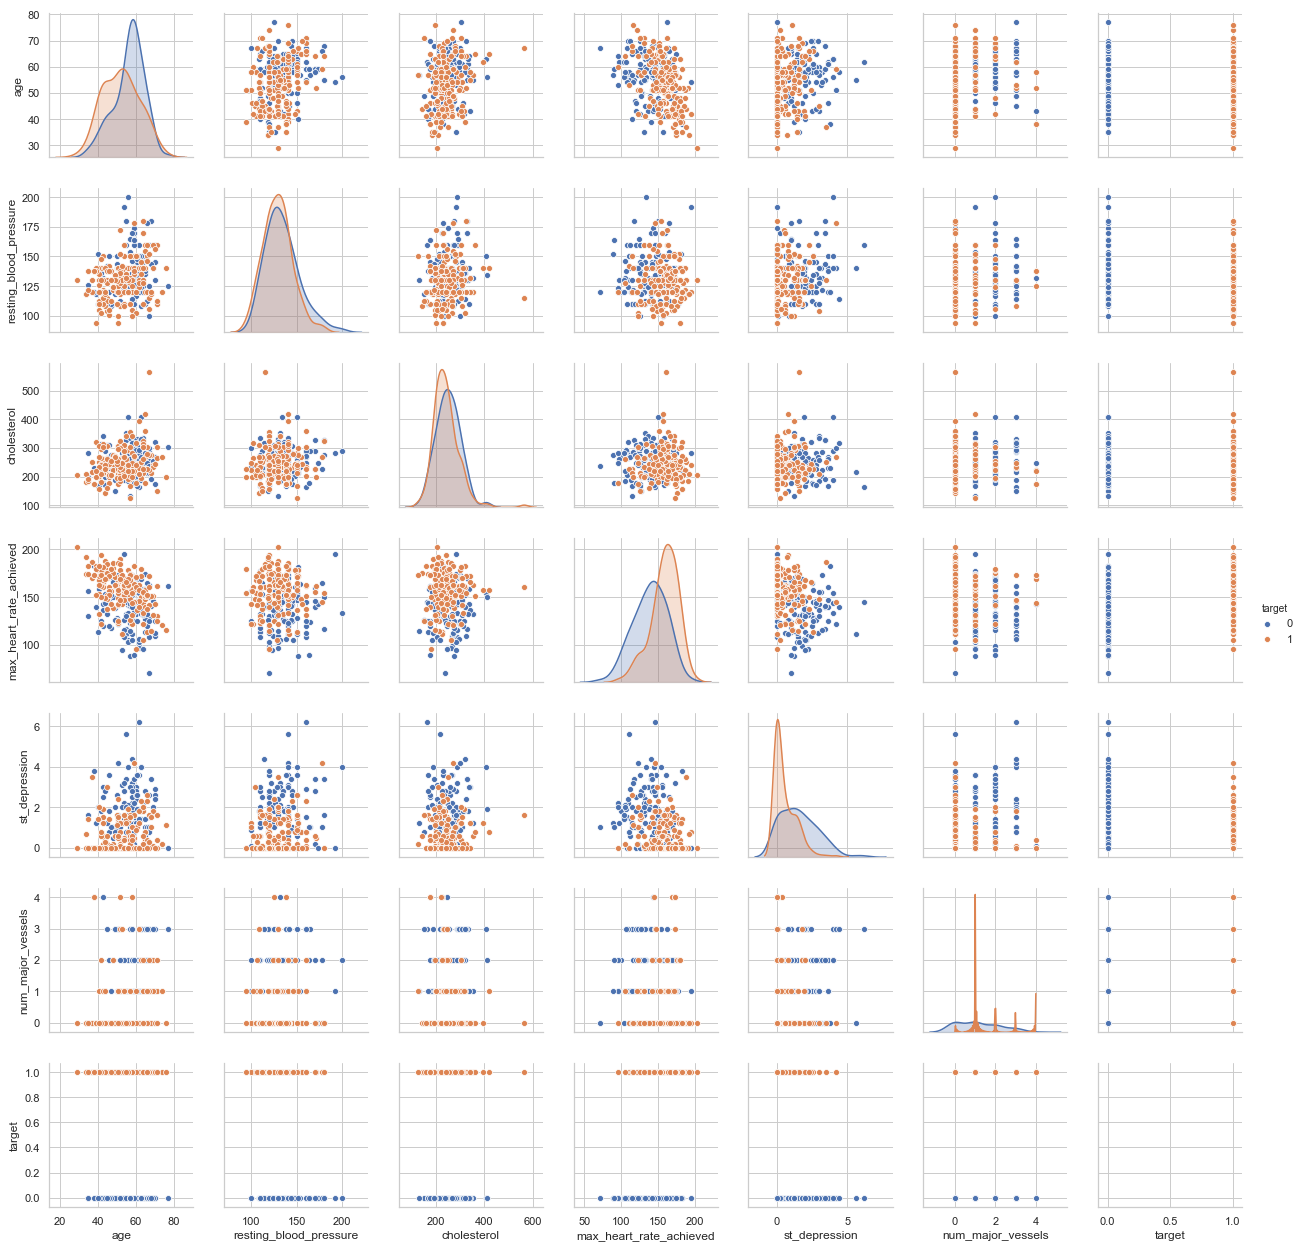 80
70
60
50
40
30
age
200
175
150
125
100
resting_blood_pressure
500
400
300
200
100
cholesterol
200
150
100
max_heart_rate_achieved
target
0
1
6
4
2
0
st_depression
4
3
2
1
0
num_major_vessels
1.0
0.8
0.6
0.4
0.2
0.0
target
20 40 60 80
100 150 200
200 400 600
50 100 150 200
0 5
0 2 4
0.0 0.5 1.0
age
resting_blood_pressure
cholesterol
max_heart_rate_achieved
st_depression
num_major_vessels
target